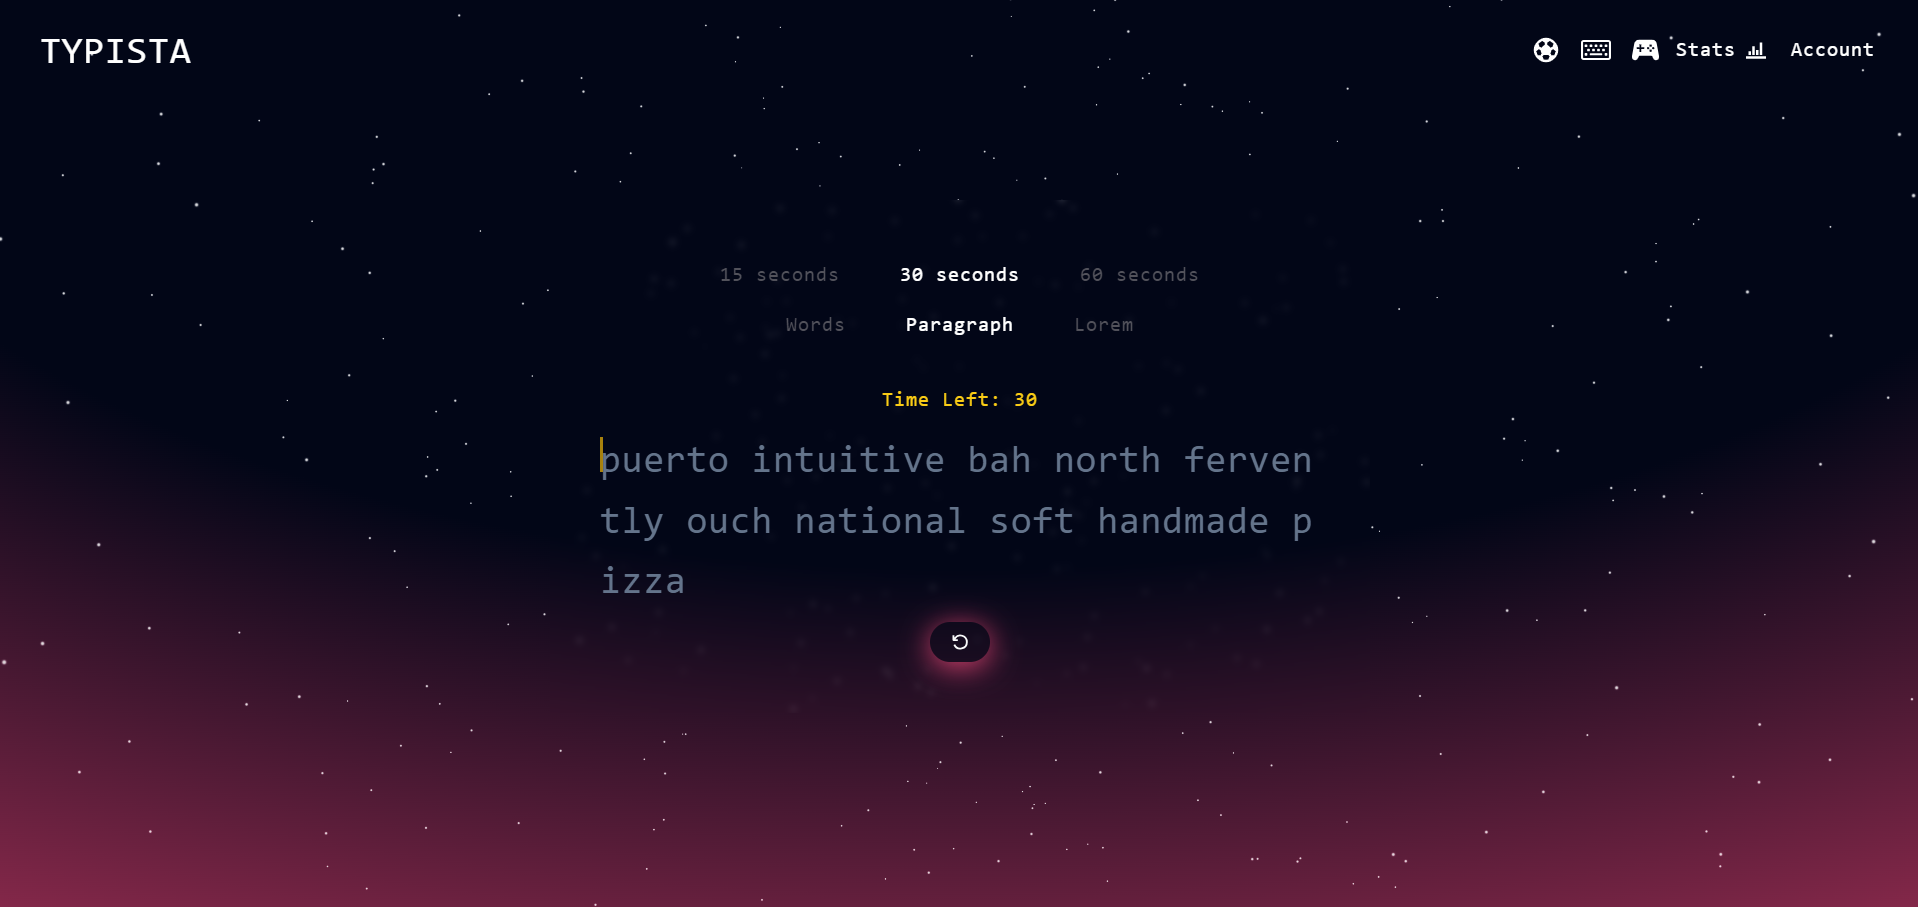 TYPISTA
Stats Account
15 seconds 30 seconds 60 seconds
Words Paragraph Lorem
Time Left: 30
puerto intuitive bah north ferven
tly ouch national soft handmade p
izza